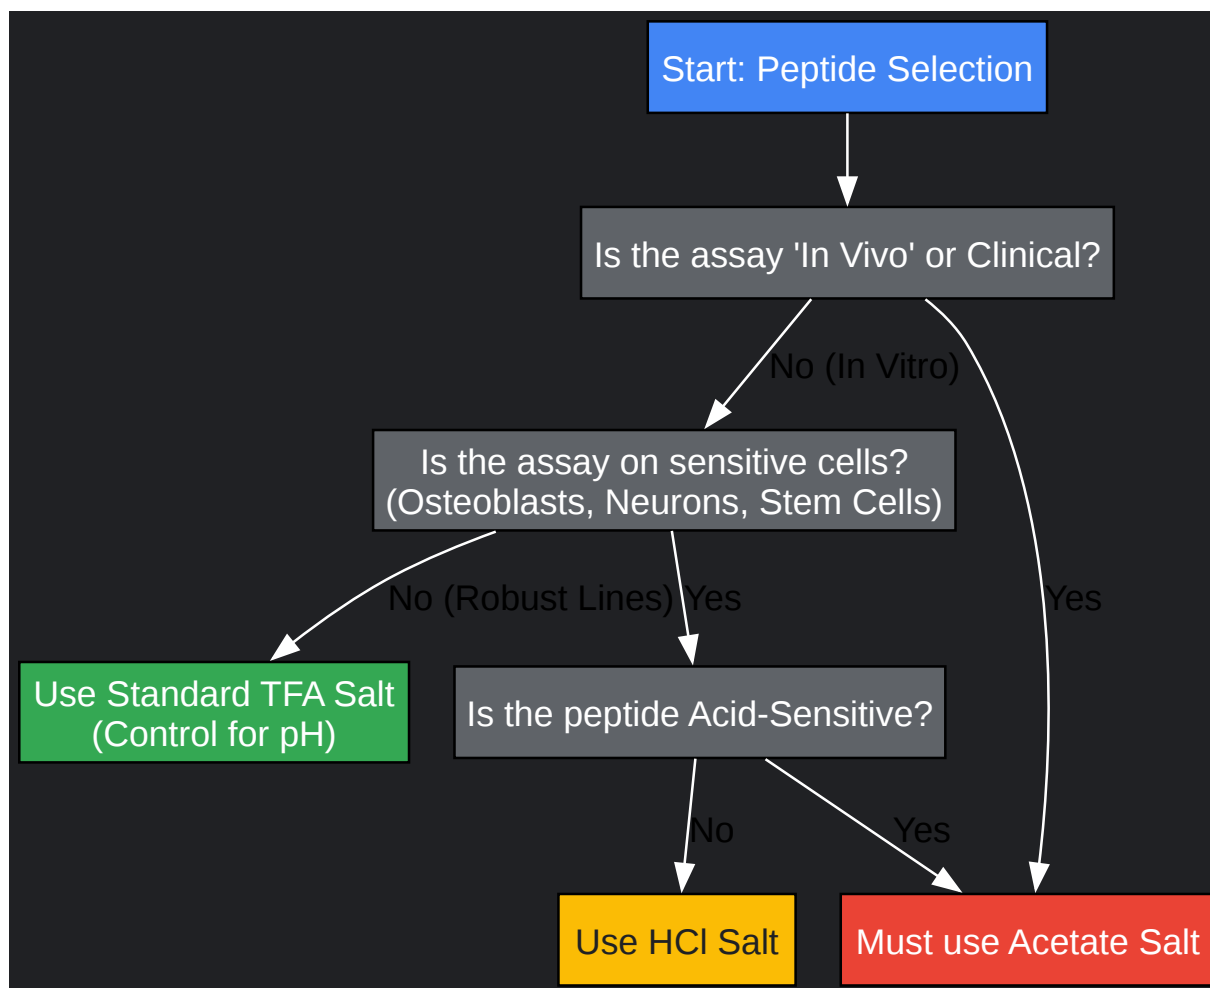 Start: Peptide Selection
Is the assay 'In Vivo' or Clinical?
No (In Vitro)
Is the assay on sensitive cells?
(Osteoblasts, Neurons, Stem Cells)
No (Robust Lines)
Yes
Yes
Use Standard TFA Salt
(Control for pH)
Is the peptide Acid-Sensitive?
No
Yes
Use HCl Salt
Must use Acetate Salt